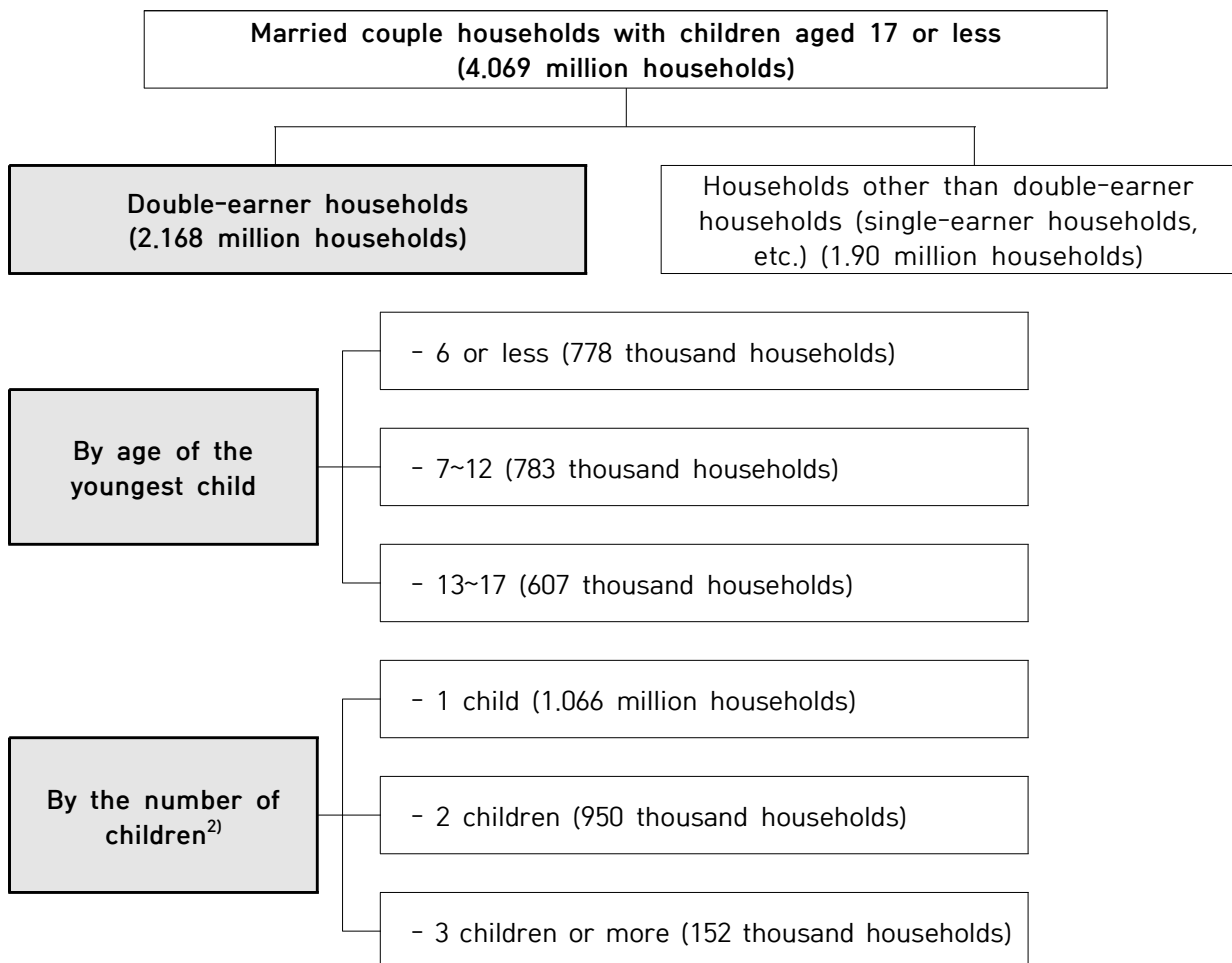 Married couple households with children aged 17 or less
(4.069 million households)
Double-earner households
(2.168 million households)
Households other than double-earner
households (single-earner households,
etc.) (1.90 million households)
By age of the
youngest child
- 6 or less (778 thousand households)
- 7~12 (783 thousand households)
- 13~17 (607 thousand households)
By the number of
children2)
- 1 child (1.066 million households)
- 2 children (950 thousand households)
- 3 children or more (152 thousand households)